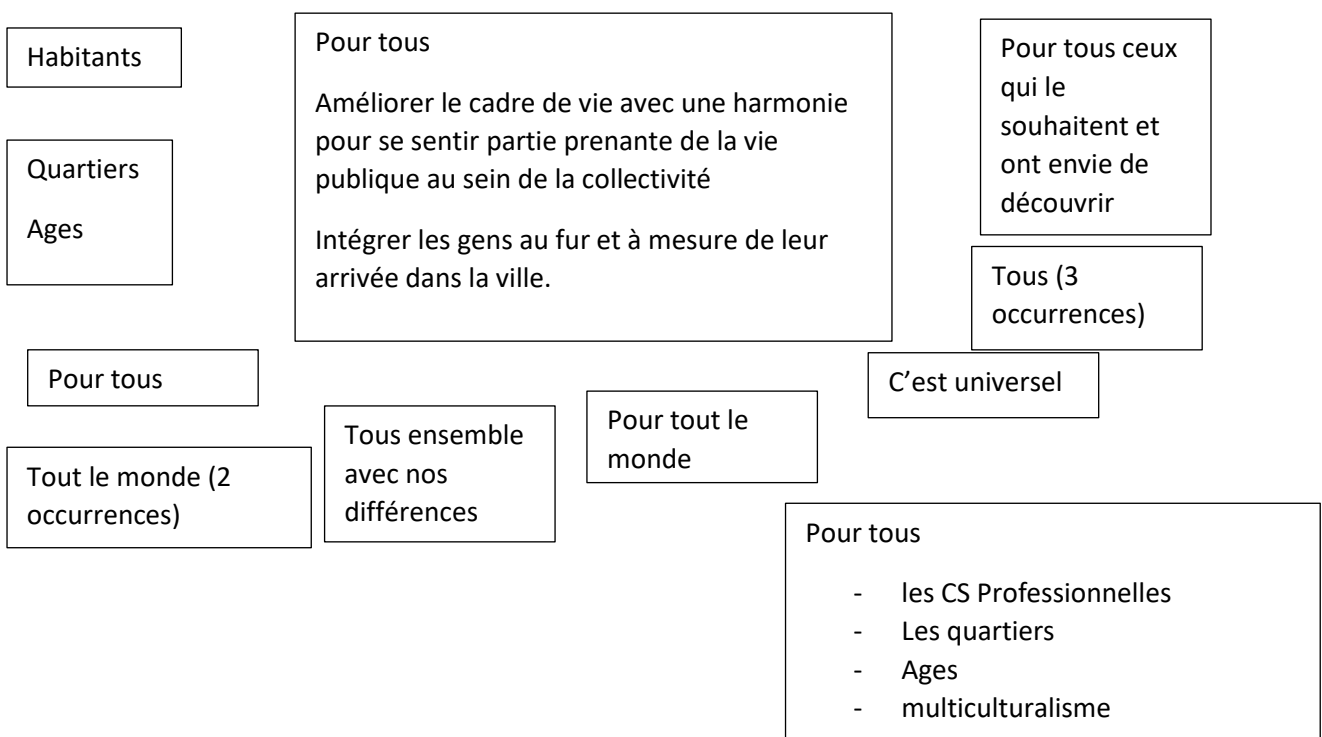 Habitants
Quartiers
Ages
Pour tous
Améliorer le cadre de vie avec une harmonie
pour se sentir partie prenante de la vie
publique au sein de la collectivité
Intégrer les gens au fur et à mesure de leur
arrivée dans la ville.
Pour tous ceux
qui le
souhaitent et
ont envie de
découvrir
Tous (3
occurrences)
Pour tous
C’est universel
Tout le monde (2
occurrences)
Tous ensemble
avec nos
différences
Pour tout le
monde
Pour tous
- les CS Professionnelles
- Les quartiers
- Ages
- multiculturalisme